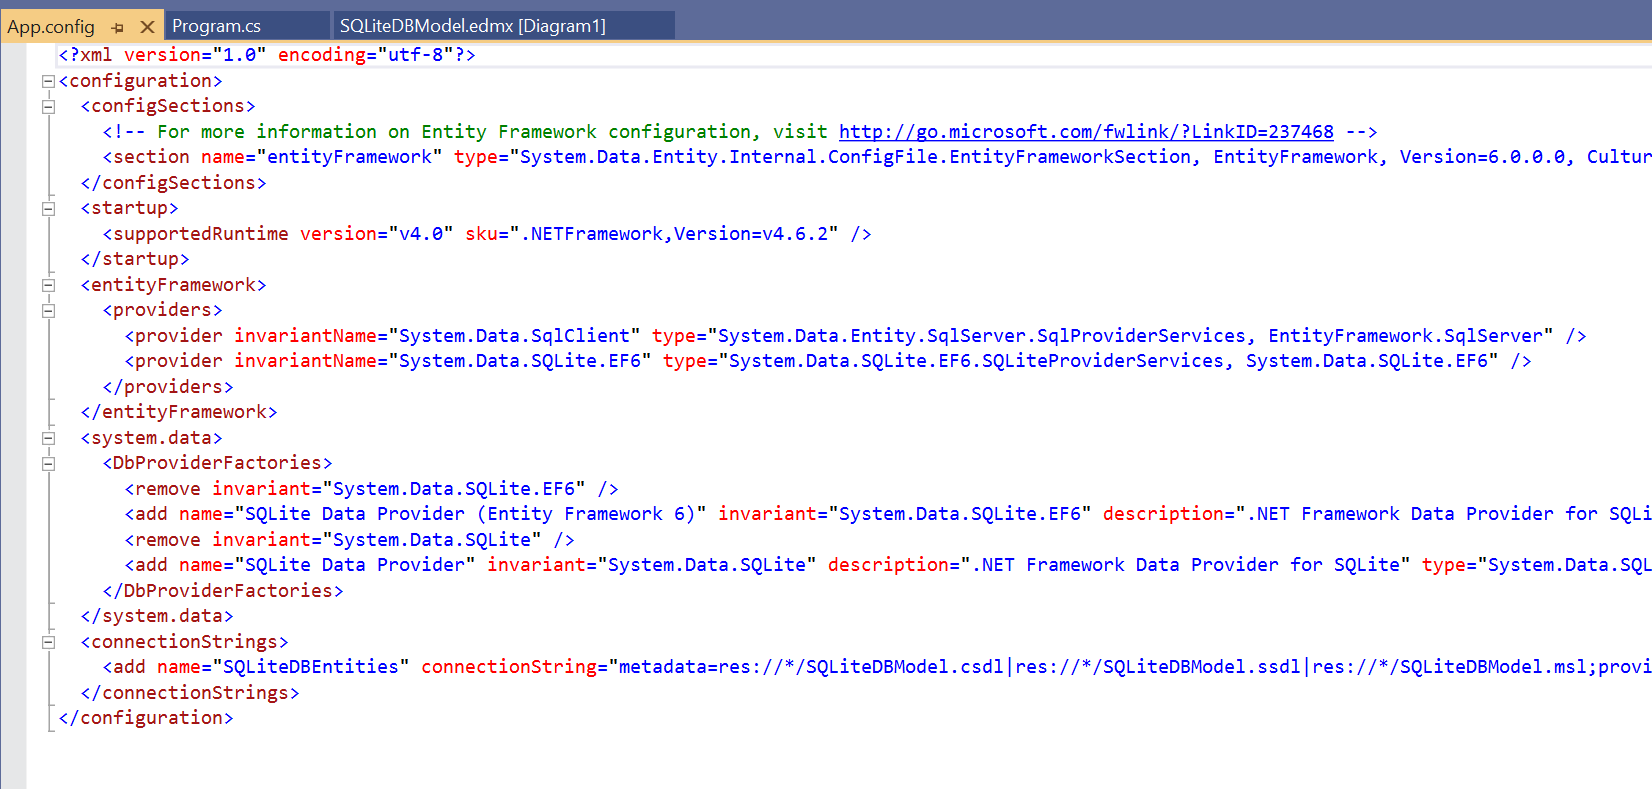 App.config Program.cs SQLiteDBModel.edmx [Diagram1]
<?xml version="1.0" encoding="utf-8"?>
<configuration>
<configSections>
<!-- For more information on Entity Framework configuration, visit http://go.microsoft.com/fwlink/?LinkID=237468 -->
<section name="entityFramework" type="System.Data.Entity.Internal.ConfigFile.EntityFrameworkSection, EntityFramework, Version=6.0.0.0, Cultur
</configSections>
<startup>
<supportedRuntime version="v4.0" sku=".NETFramework,Version=v4.6.2" />
</startup>
<entityFramework>
<providers>
<provider invariantName="System.Data.SqlClient" type="System.Data.Entity.SqlServer.SqlProviderServices, EntityFramework.SqlServer" />
<provider invariantName="System.Data.SQLite.EF6" type="System.Data.SQLite.EF6.SQLiteProviderServices, System.Data.SQLite.EF6" />
</providers>
</entityFramework>
<system.data>
<DbProviderFactories>
<remove invariant="System.Data.SQLite.EF6" />
<add name="SQLite Data Provider (Entity Framework 6)" invariant="System.Data.SQLite.EF6" description=".NET Framework Data Provider for SQLi
<remove invariant="System.Data.SQLite" />
<add name="SQLite Data Provider" invariant="System.Data.SQLite" description=".NET Framework Data Provider for SQLite" type="System.Data.SQL
</DbProviderFactories>
</system.data>
<connectionStrings>
<add name="SQLiteDBEntities" connectionString="metadata=res://*/SQLiteDBModel.csdl|res://*/SQLiteDBModel.ssdl|res://*/SQLiteDBModel.msl;provi
</connectionStrings>
</configuration>